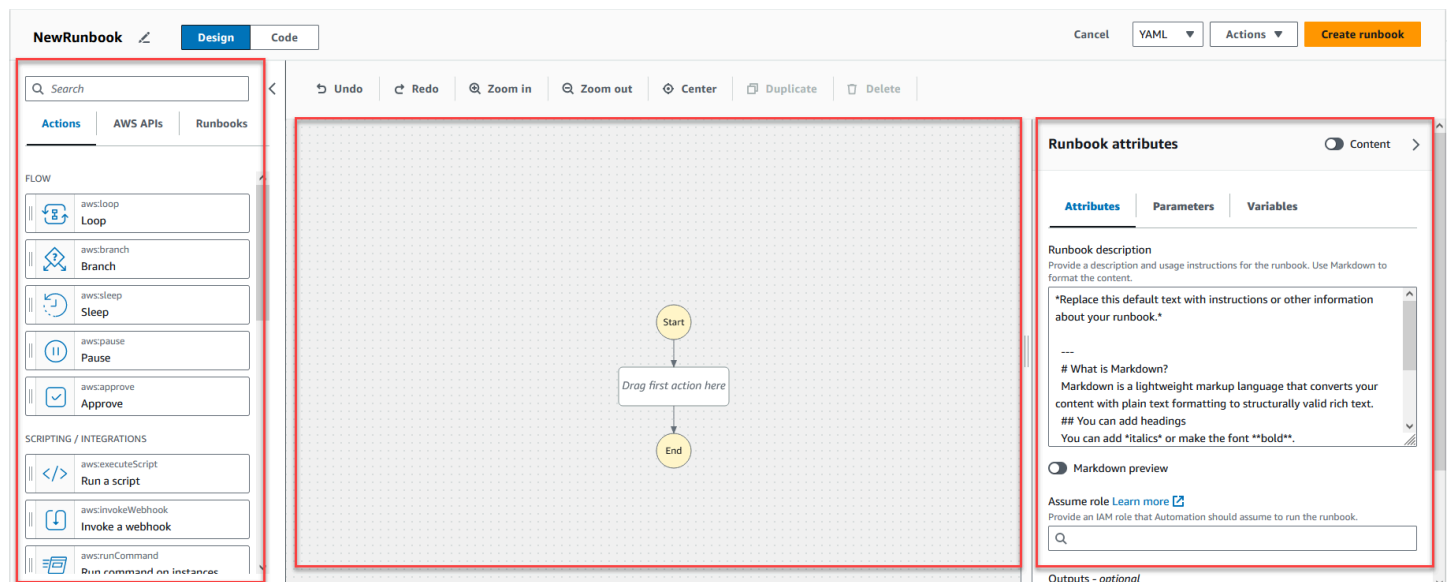 NewRunbook
Design
Code
Cancel
YAML
Actions
Create runbook
Search
Actions
AWS APIs
Runbooks
FLOW
aws:loop
Loop
aws:branch
Branch
aws:sleep
Sleep
aws:pause
Pause
aws:approve
Approve
SCRIPTING / INTEGRATIONS
aws:executeScript
Run a script
aws:invokeWebhook
Invoke a webhook
aws:runCommand
Run command on instances
Undo
Redo
Zoom in
Zoom out
Center
Duplicate
Delete
Start
Drag first action here
End
Runbook attributes
Content
Attributes
Parameters
Variables
Runbook description
Provide a description and usage instructions for the runbook. Use Markdown to
format the content.
*Replace this default text with instructions or other information
about your runbook.*
---
# What is Markdown?
Markdown is a lightweight markup language that converts your
content with plain text formatting to structurally valid rich text.
## You can add headings
You can add *italics* or make the font **bold**.
Markdown preview
Assume role Learn more
Provide an IAM role that Automation should assume to run the runbook.
Outputs - optional